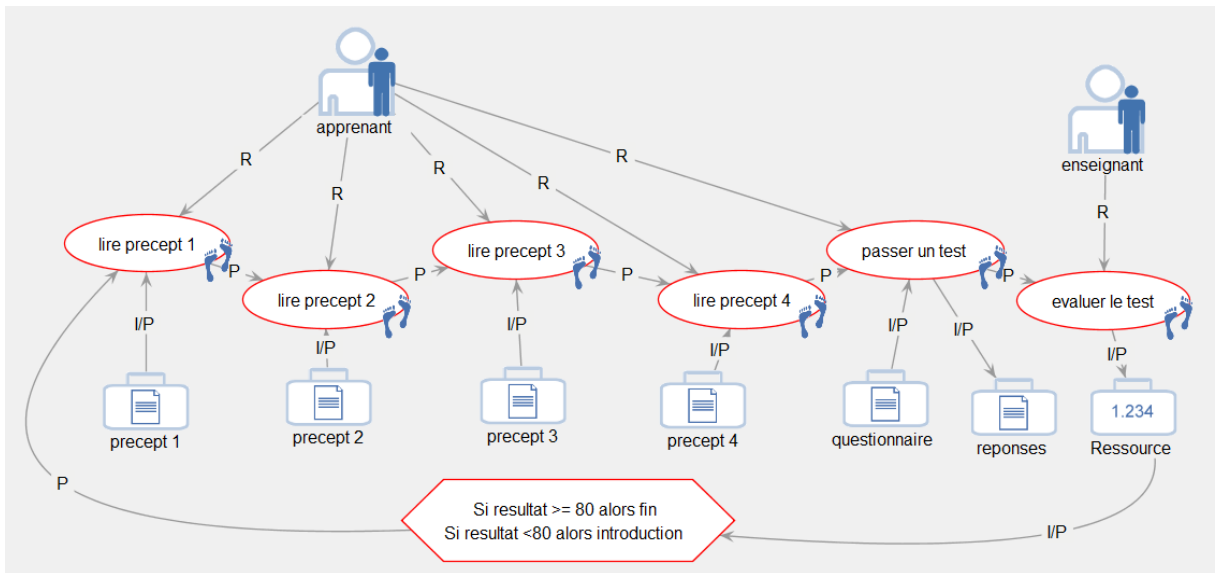 apprenant
enseignant
R
R
R
R
R
R
lire precept 1
P
lire precept 2
P
lire precept 3
P
lire precept 4
P
passer un test
P
evaluer le test
I/P
I/P
I/P
I/P
I/P
I/P
I/P
1.234
precept 1
precept 2
precept 3
precept 4
questionnaire
reponses
Ressource
P
Si resultat >= 80 alors fin
Si resultat <80 alors introduction
I/P